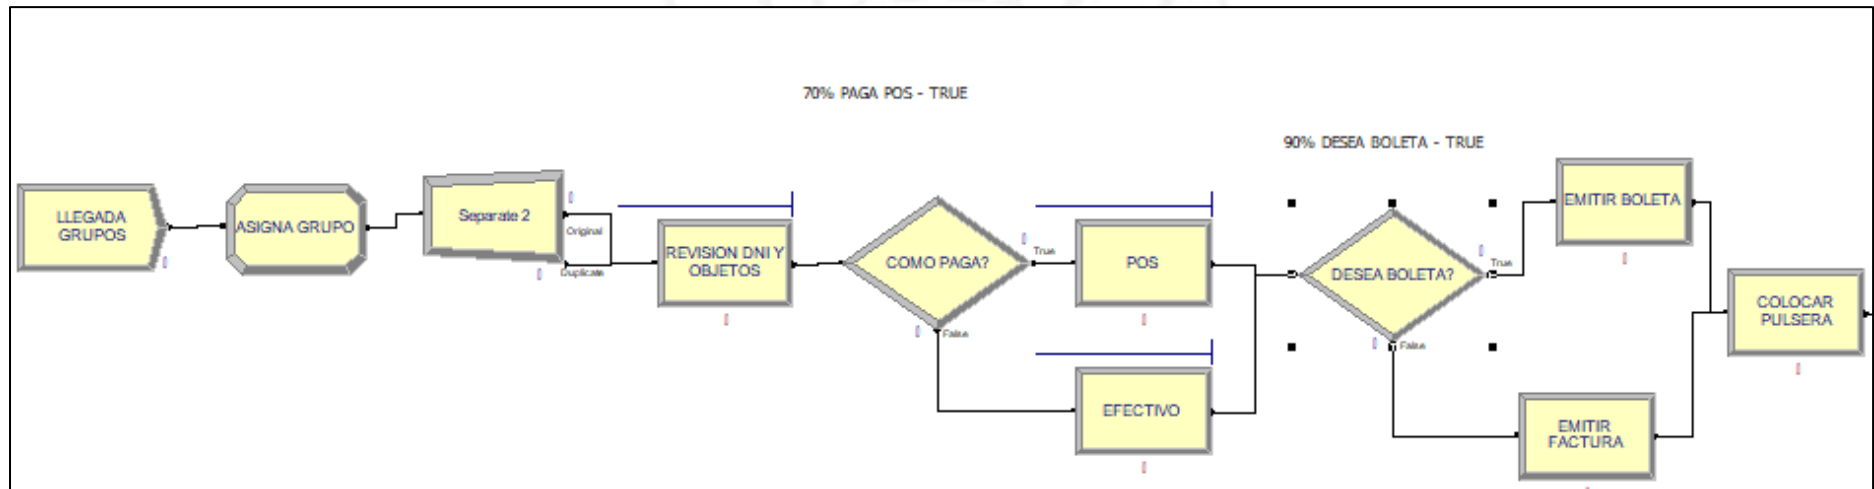 70% PAGA POS - TRUE
90% DESEA BOLETA - TRUE
LLEGADA
GRUPOS
ASIGNA GRUPO
Separate 2
Original
Duplicate
REVISION DNI Y
OBJETOS
COMO PAGA?
True
False
POS
EFECTIVO
DESEA BOLETA?
True
False
EMITIR BOLETA
EMITIR
FACTURA
COLOCAR
PULSERA